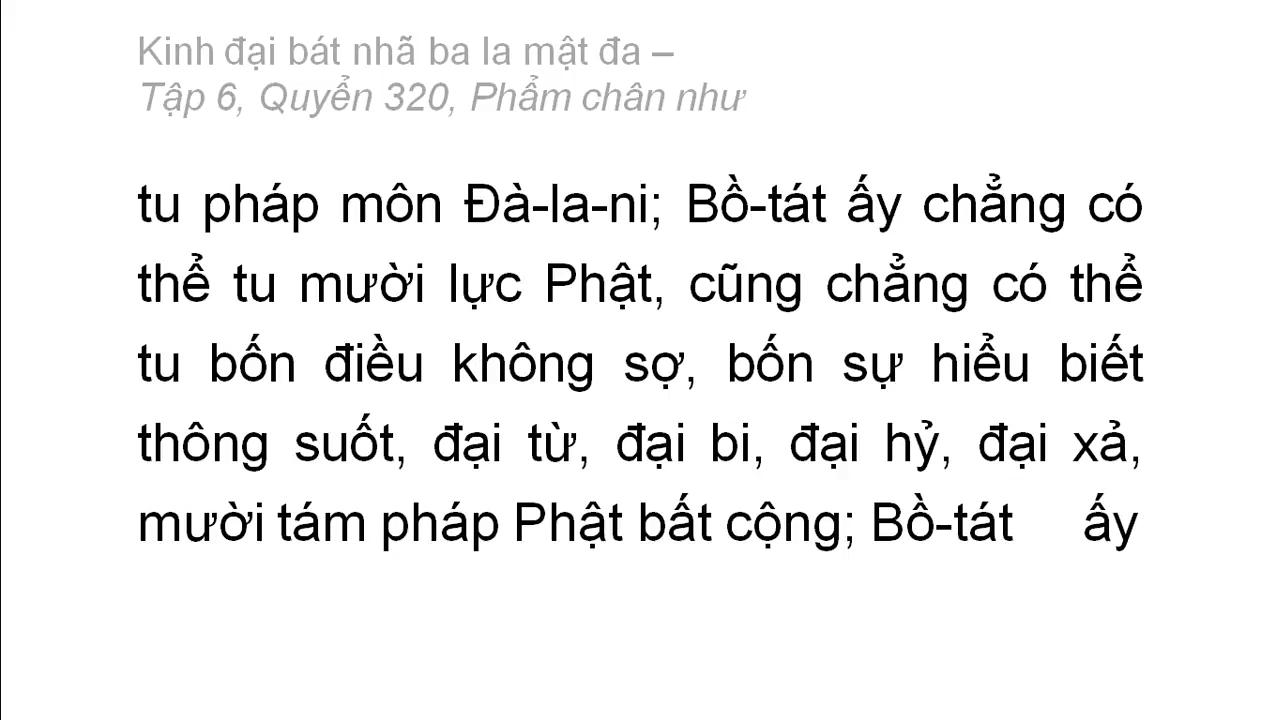 Kinh đại bát nhã ba la mật đa –
Tập 6, Quyển 320, Phẩm chân như
tu pháp môn Đà-la-ni; Bồ-tát ấy chẳng có
thể tu mười lực Phật, cũng chẳng có thể
tu bốn điều không sợ, bốn sự hiểu biết
thông suốt, đại từ, đại bi, đại hỷ, đại xả,
mười tám pháp Phật bất cộng; Bồ-tát ấy